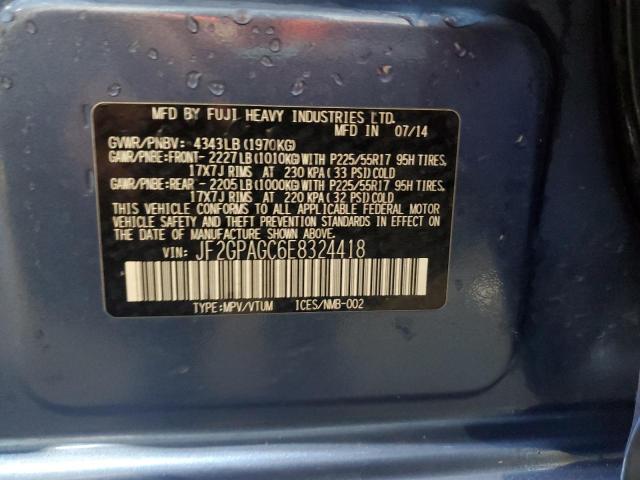 MFD BY FUJI HEAVY INDUSTRIES LTD.
MFD IN 07/14
GVWR/PNBV: 4343LB(1970KG)
GAWR/PNBE:FRONT- 2227LB(1010KG)WITH P225/55R17 95H TIRES,
17X7J RIMS AT 230 KPA(33 PSI)COLD
GAWR/PNBE:REAR - 2205LB(1000KG)WITH P225/55R17 95H TIRES,
17X7J RIMS AT 220 KPA(32 PSI)COLD
THIS VEHICLE CONFORMS TO ALL APPLICABLE FEDERAL MOTOR
VEHICLE SAFETY AND THEFT PREVENTION STANDARDS IN EFFECT ON
THE DATE OF MANUFACTURE SHOWN ABOVE.
VIN: JF2GPAGC6E8324418
TYPE:MPV/VTUM ICES/NMB-002